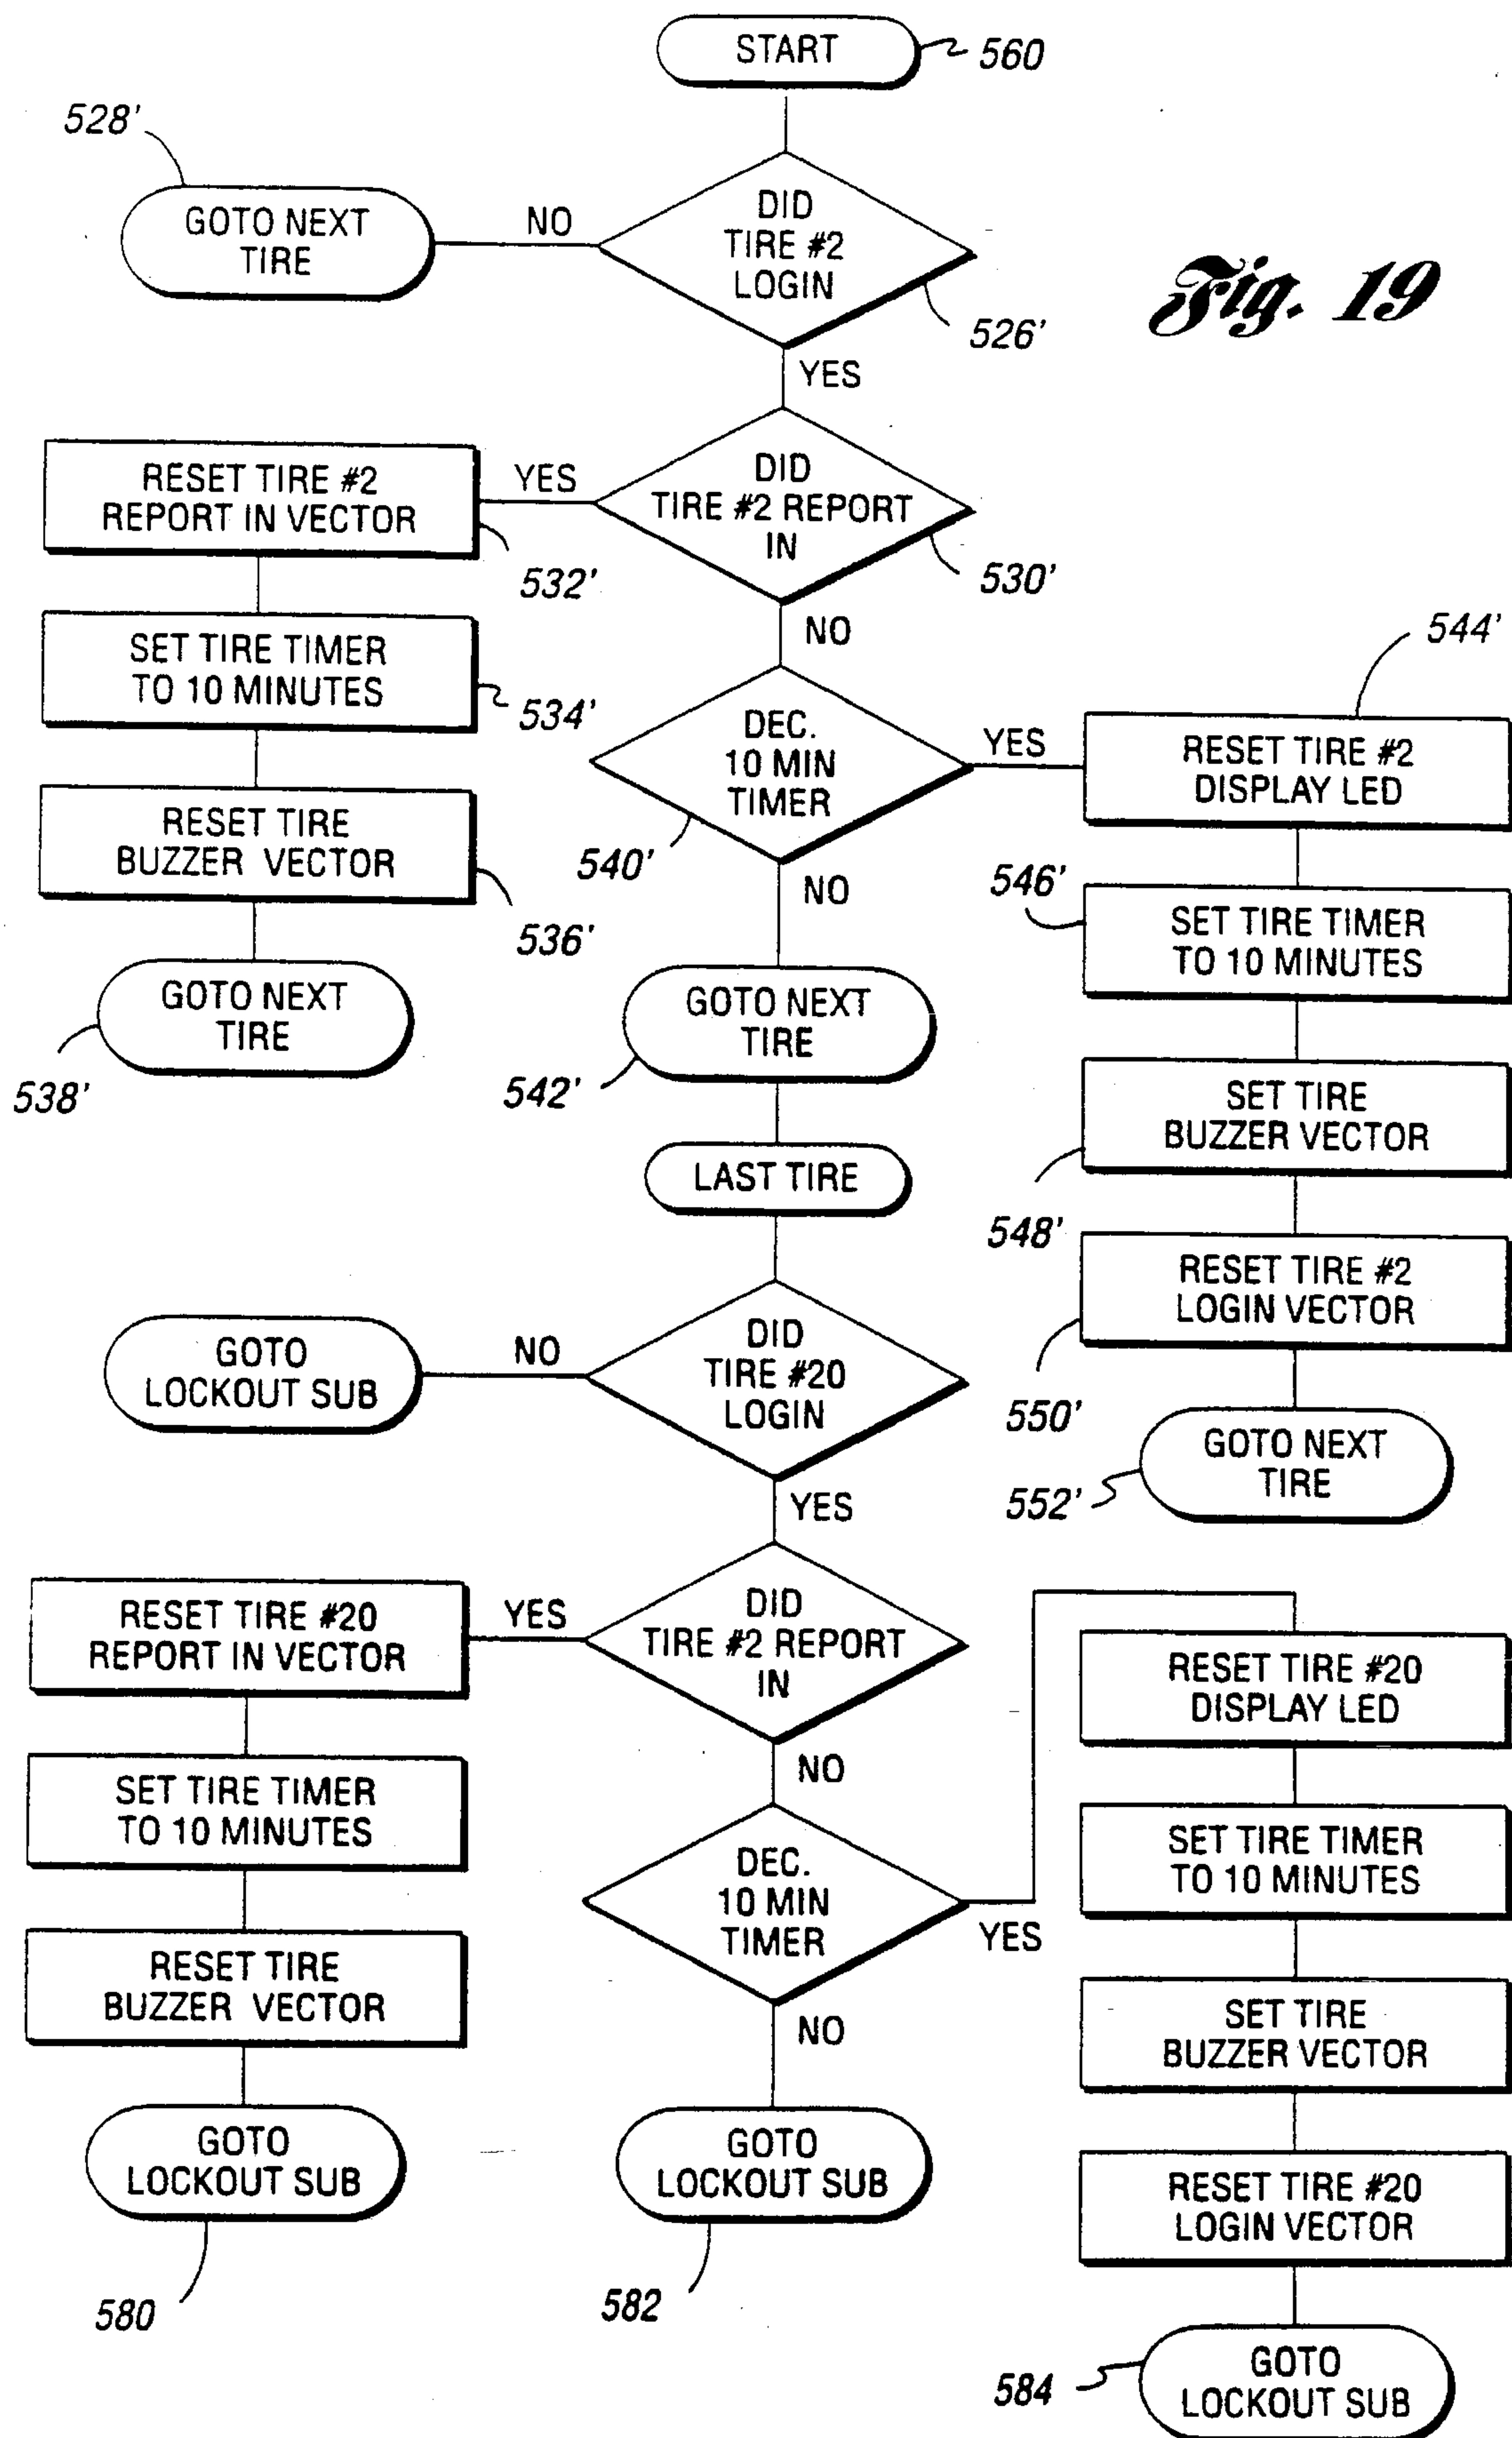 START
560
528'
GOTO NEXT
TIRE
NO
DID
TIRE #2
LOGIN
526'
Fig. 19
YES
RESET TIRE #2
REPORT IN VECTOR
532'
YES
DID
TIRE #2 REPORT
IN
530'
NO
SET TIRE TIMER
TO 10 MINUTES
534'
RESET TIRE
BUZZER VECTOR
536'
GOTO NEXT
TIRE
538'
DEC.
10 MIN
TIMER
540'
YES
544'
RESET TIRE #2
DISPLAY LED
NO
546'
SET TIRE TIMER
TO 10 MINUTES
GOTO NEXT
TIRE
542'
SET TIRE
BUZZER VECTOR
548'
LAST TIRE
RESET TIRE #2
LOGIN VECTOR
550'
GOTO NEXT
TIRE
552'
GOTO
LOCKOUT SUB
NO
DID
TIRE #20
LOGIN
YES
RESET TIRE #20
REPORT IN VECTOR
YES
DID
TIRE #2 REPORT
IN
NO
SET TIRE TIMER
TO 10 MINUTES
RESET TIRE
BUZZER VECTOR
GOTO
LOCKOUT SUB
580
DEC.
10 MIN
TIMER
YES
NO
GOTO
LOCKOUT SUB
582
RESET TIRE #20
DISPLAY LED
SET TIRE TIMER
TO 10 MINUTES
SET TIRE
BUZZER VECTOR
RESET TIRE #20
LOGIN VECTOR
584
GOTO
LOCKOUT SUB